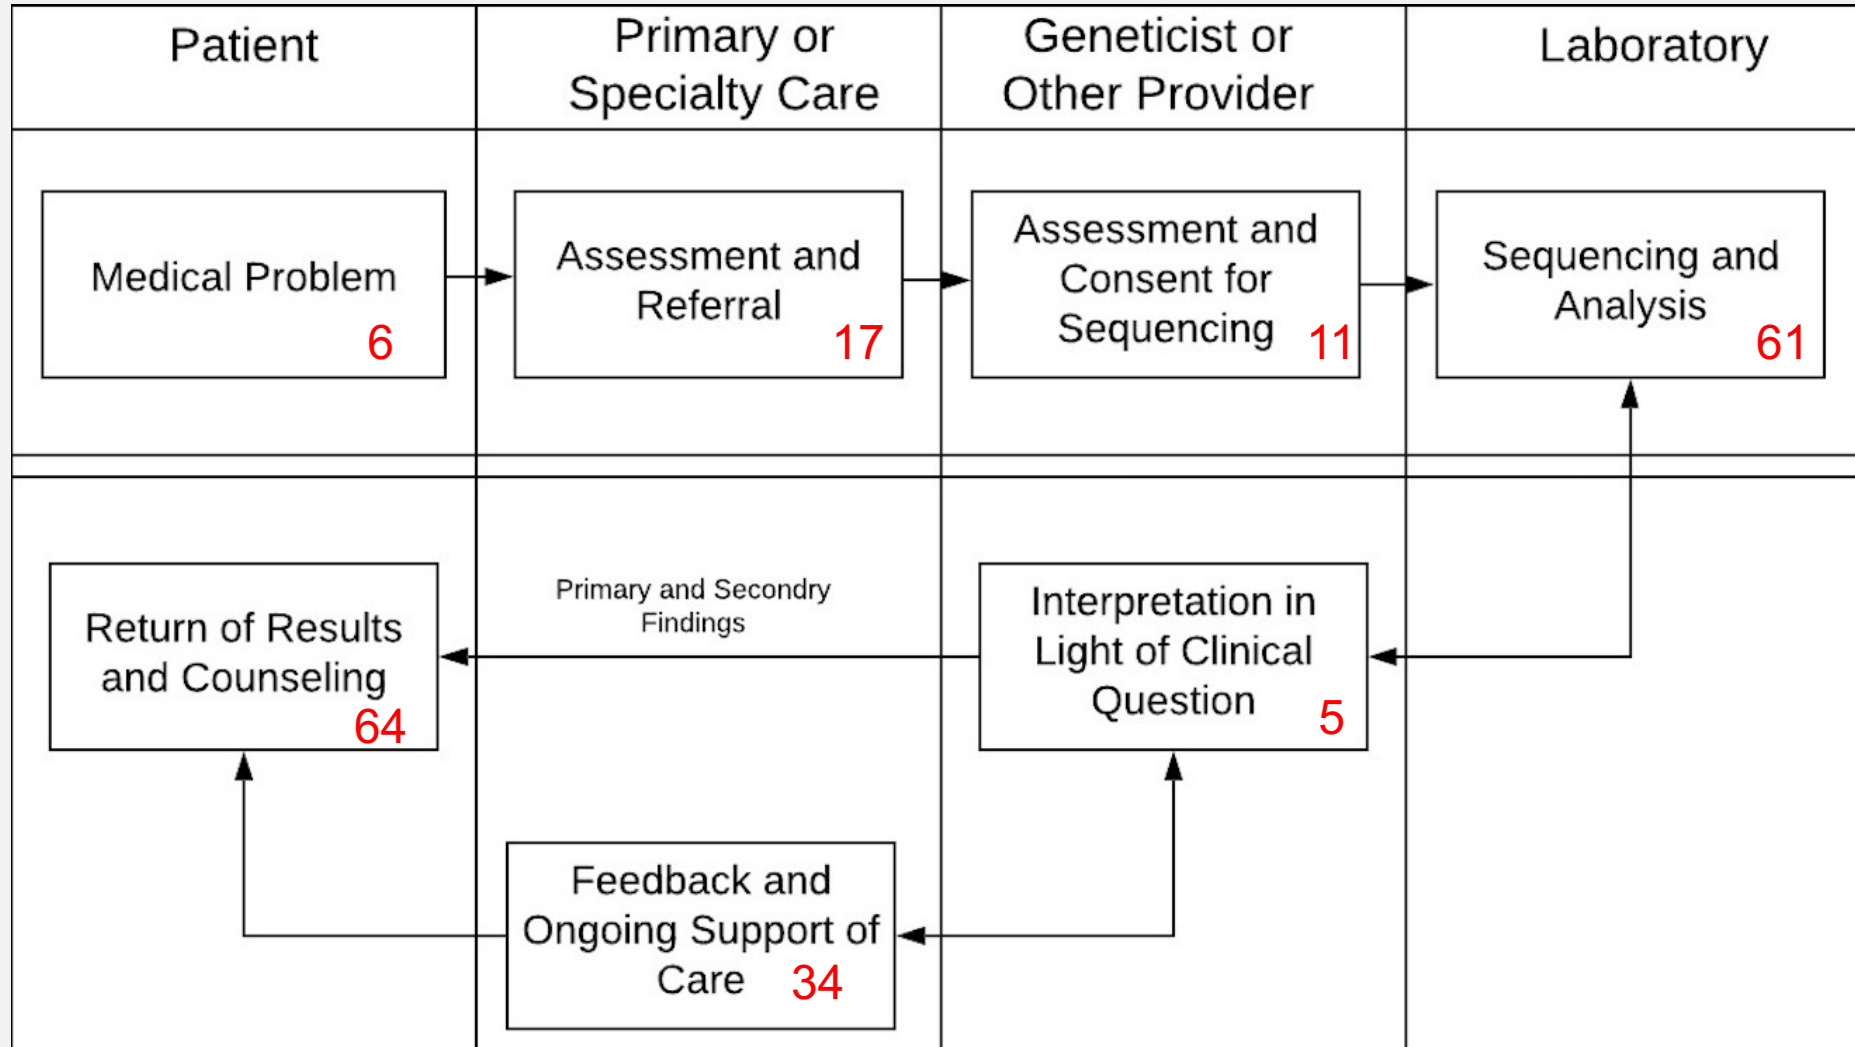 Patient
Primary or
Specialty Care
Geneticist or
Other Provider
Laboratory
Medical Problem
6
Assessment and
Referral
17
Assessment and
Consent for
Sequencing
11
Sequencing and
Analysis
61
Return of Results
and Counseling
64
Primary and Secondry
Findings
Interpretation in
Light of Clinical
Question
5
Feedback and
Ongoing Support of
Care
34